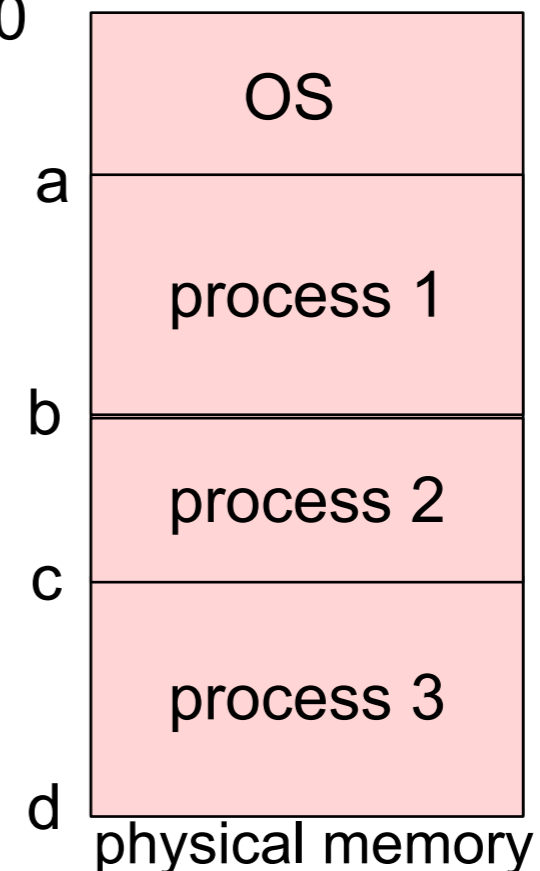 0
OS
a
process 1
b
process 2
c
process 3
d
physical memory